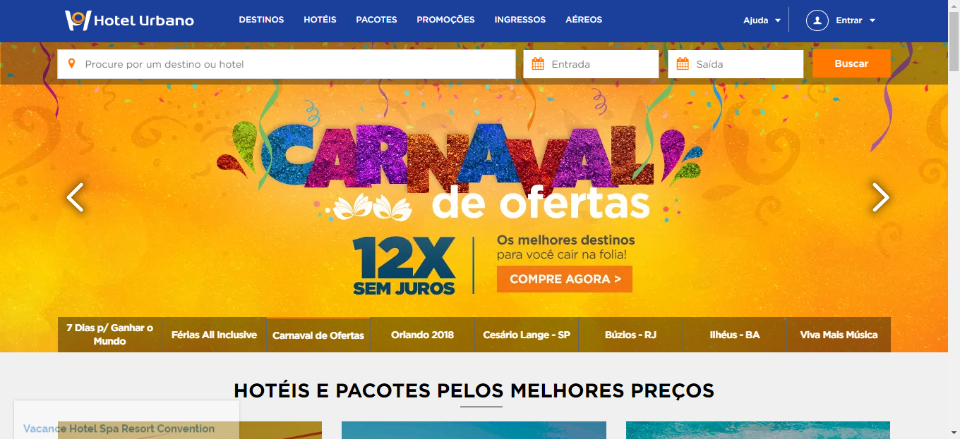 Hotel Urbano
DESTINOS HOTÉIS PACOTES PROMOÇÕES INGRESSOS AÉREOS
Ajuda Entrar
Procure por um destino ou hotel
Entrada
Saída
Buscar
CARNAVAL
de ofertas
12X
SEM JUROS
Os melhores destinos
para você cair na folia!
COMPRE AGORA >
7 Dias p/ Ganhar o
Mundo
Férias All Inclusive
Carnaval de Ofertas
Orlando 2018
Cesário Lange - SP
Búzios - RJ
Ilhéus - BA
Viva Mais Música
HOTÉIS E PACOTES PELOS MELHORES PREÇOS
Vacance Hotel Spa Resort Convention